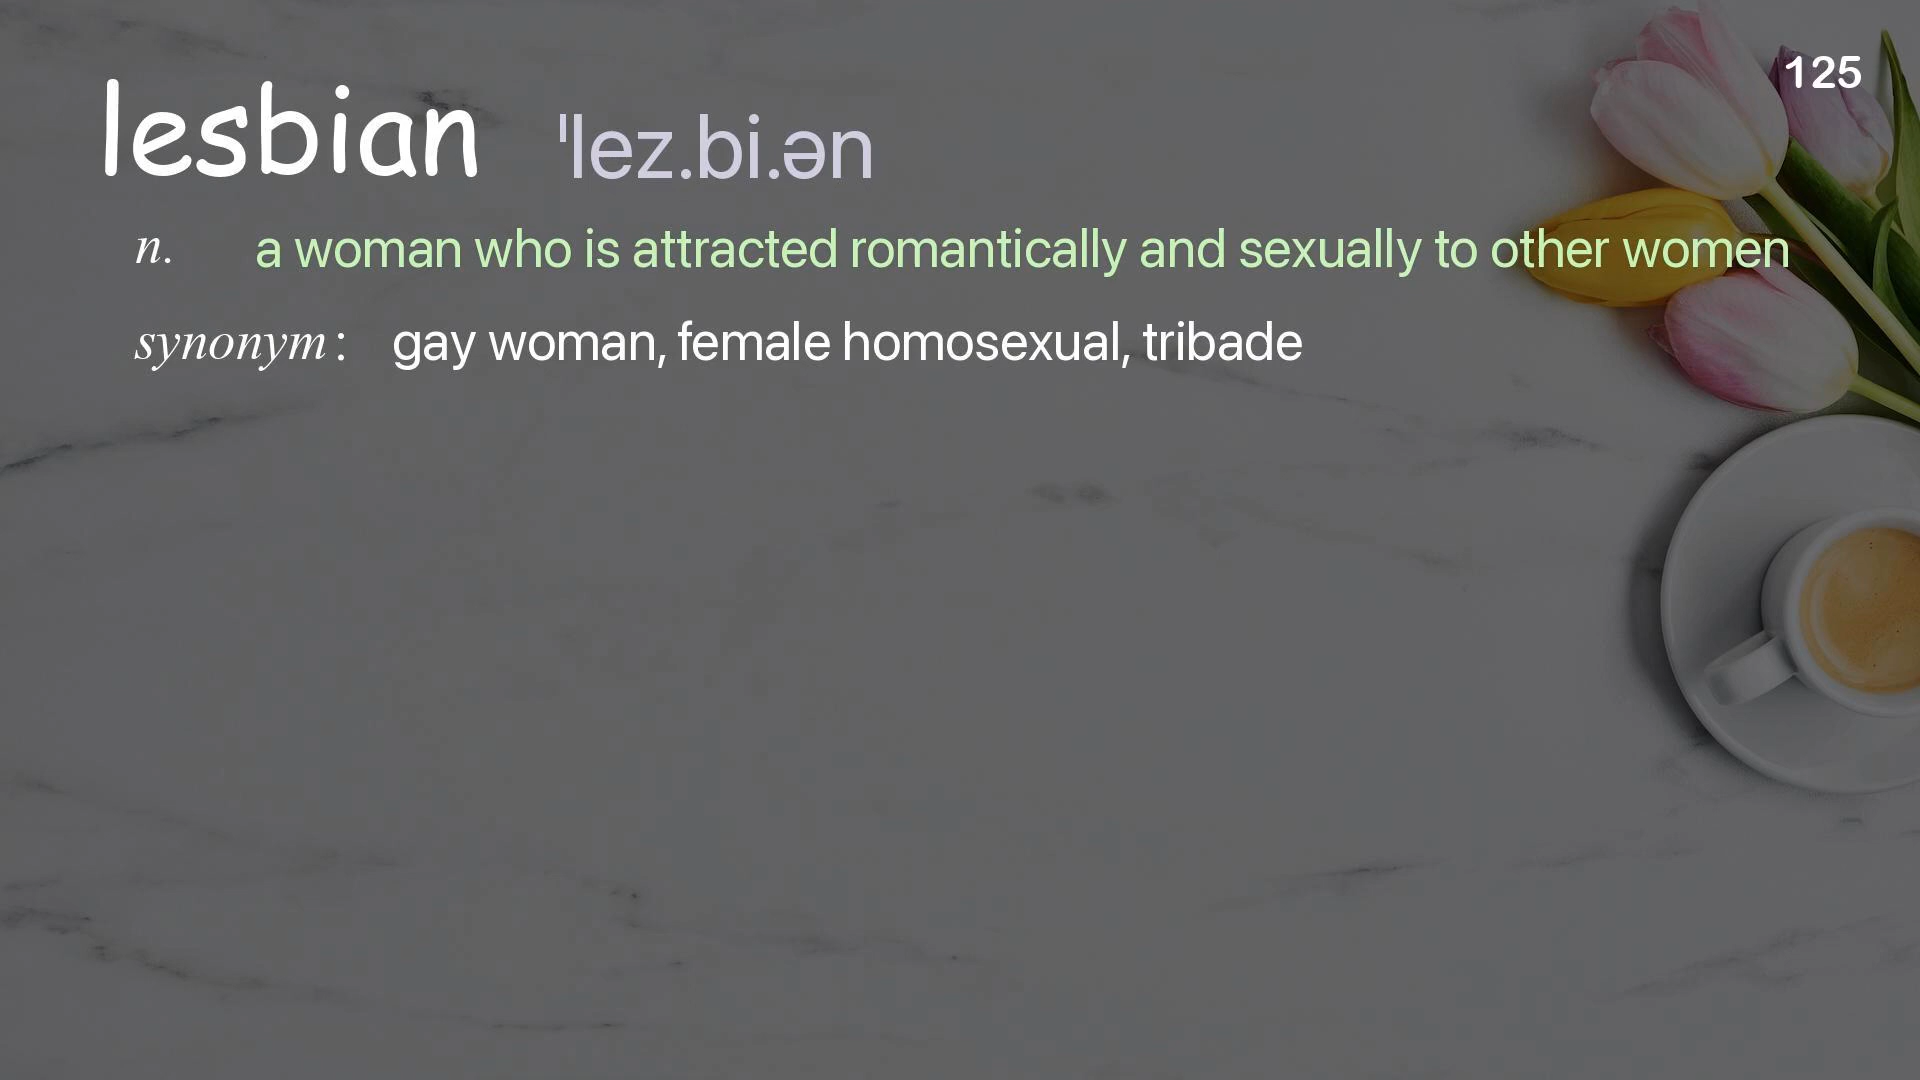 125
lesbian ˈlez.bi.ən
n. a woman who is attracted romantically and sexually to other women
synonym : gay woman, female homosexual, tribade